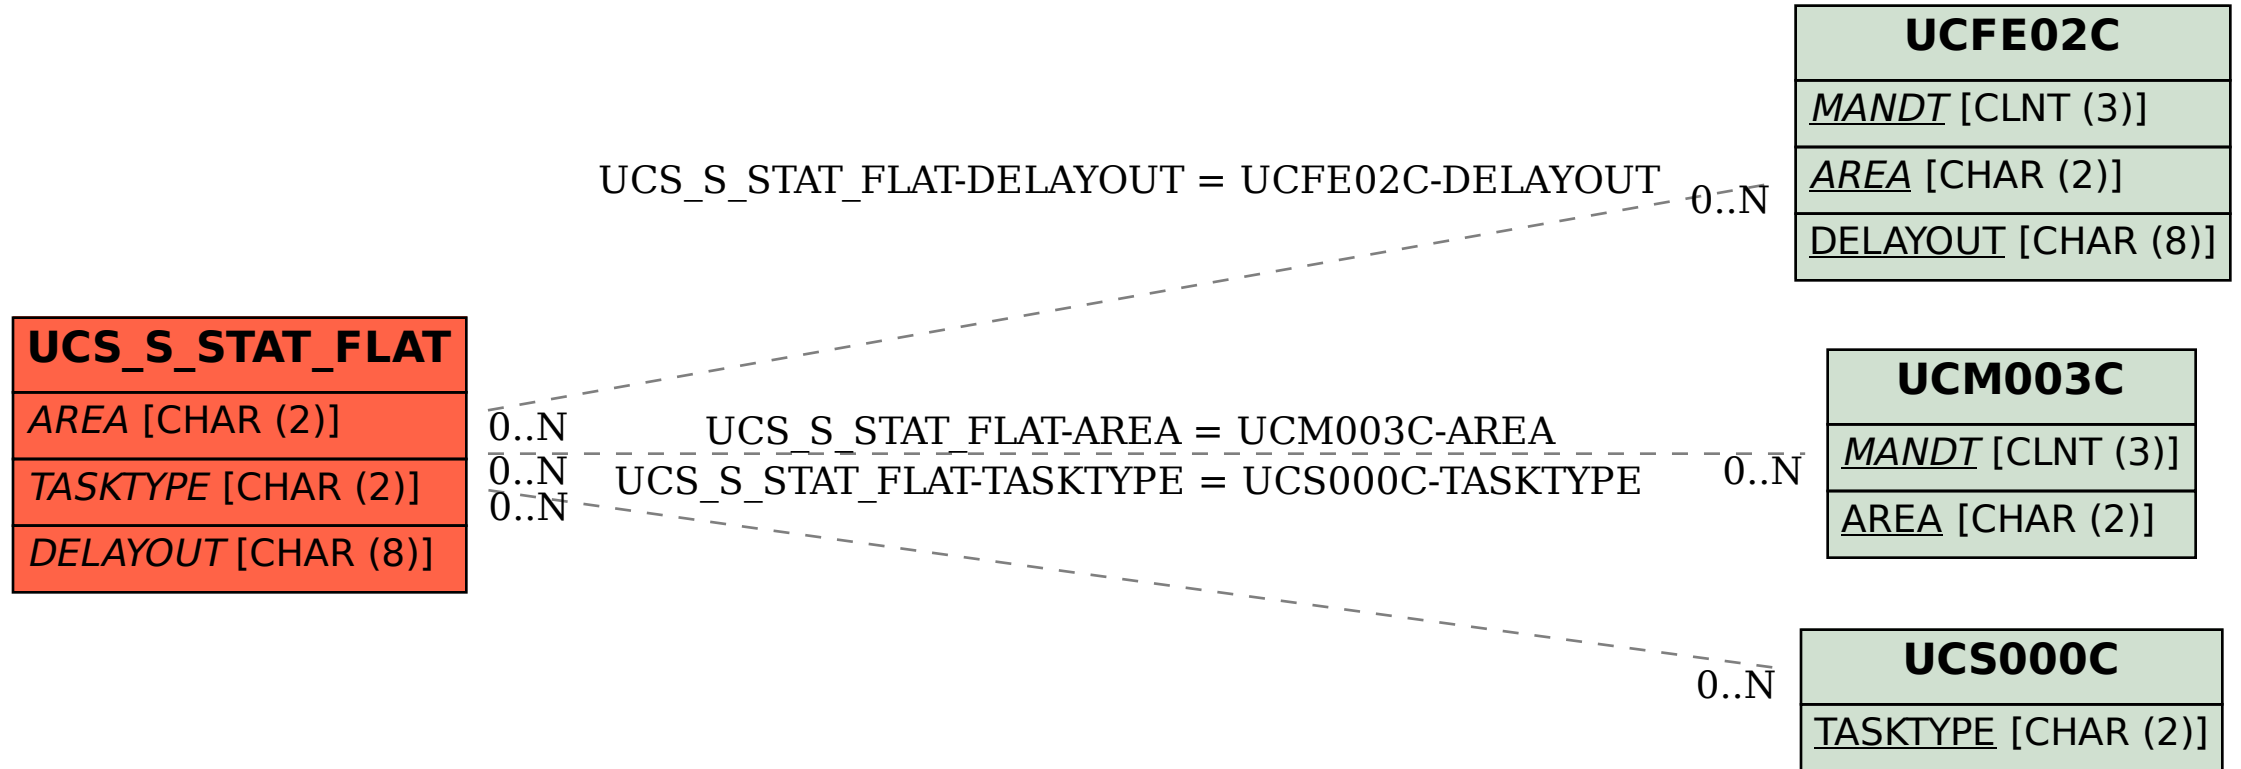 UCFE02C
MANDT [CLNT (3)]
AREA [CHAR (2)]
DELAYOUT [CHAR (8)]
UCS_S_STAT_FLAT-DELAYOUT = UCFE02C-DELAYOUT
0..N
UCS_S_STAT_FLAT
AREA [CHAR (2)]
TASKTYPE [CHAR (2)]
DELAYOUT [CHAR (8)]
0..N
UCS_S_STAT_FLAT-AREA = UCM003C-AREA
0..N
0..N
UCS_S_STAT_FLAT-TASKTYPE = UCS000C-TASKTYPE
0..N
UCM003C
MANDT [CLNT (3)]
AREA [CHAR (2)]
0..N
UCS000C
TASKTYPE [CHAR (2)]